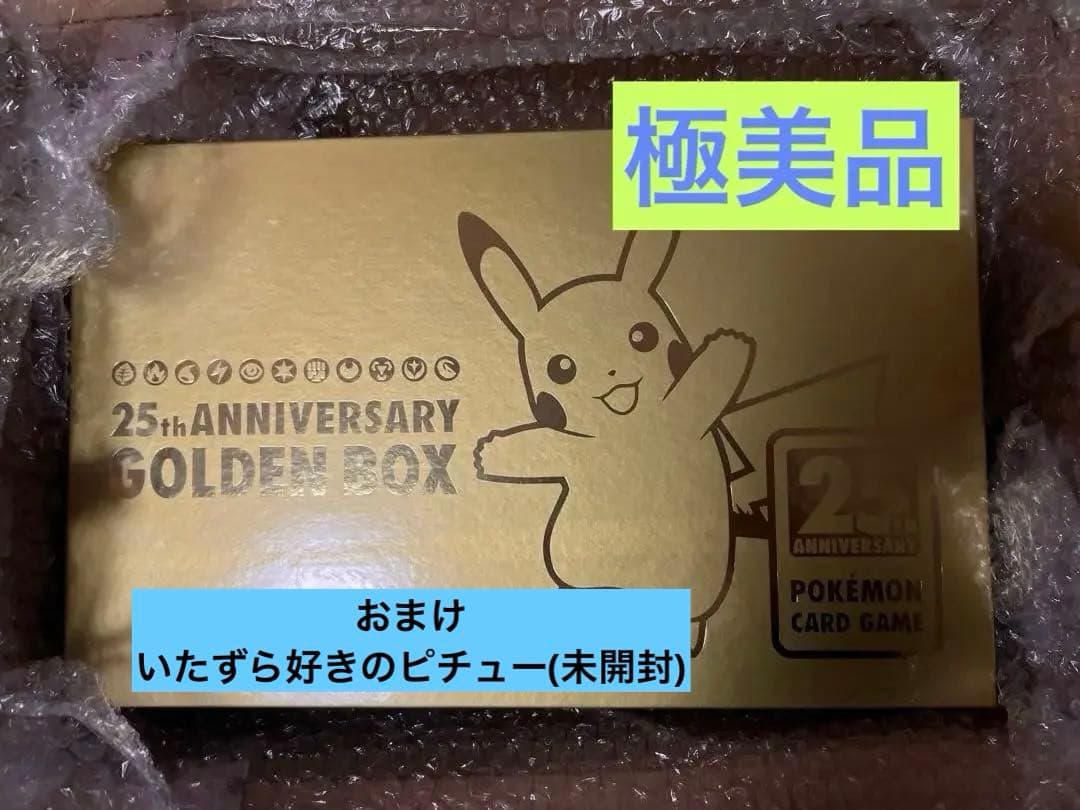 極美品
25th ANNIVERSARY
GOLDEN BOX
25th
ANNIVERSARY
POKÉMON
CARD GAME
おまけ
いたずら好きのピチュー(未開封)